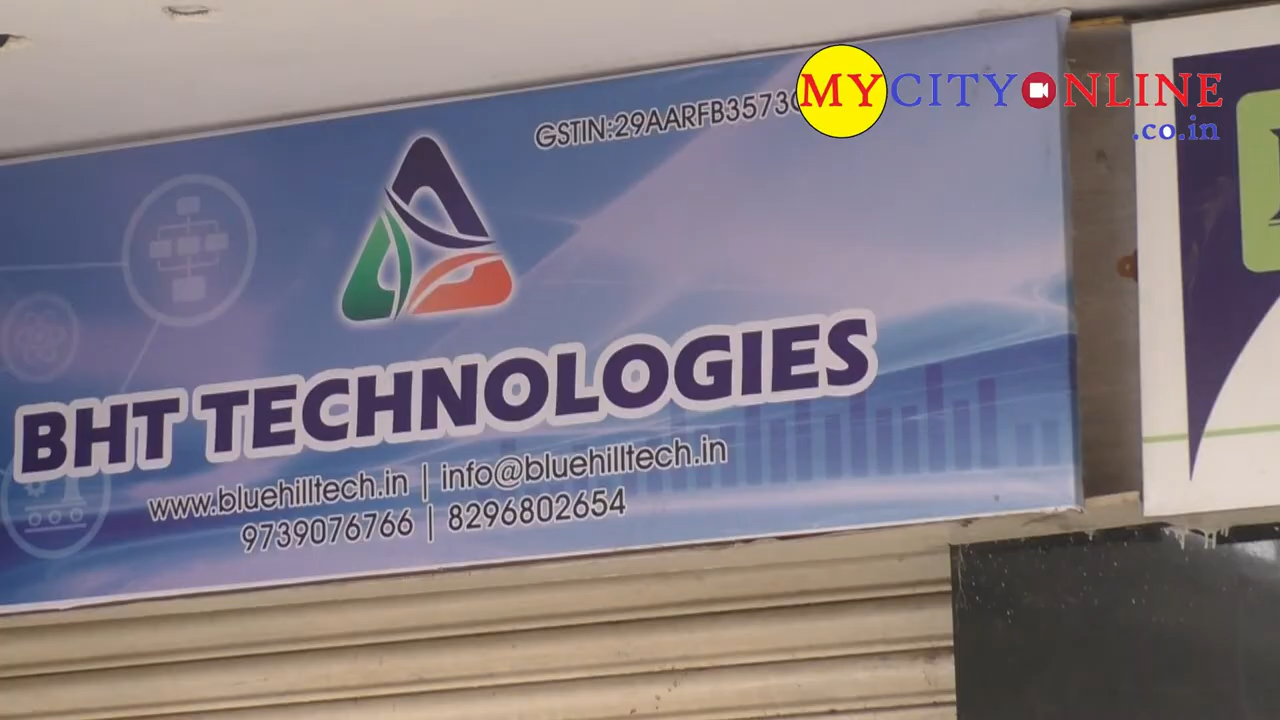 MYCITYONLINE
.co.in
GSTIN:29AARFB3573
BHT TECHNOLOGIES
www.bluehilltech.in | info@bluehilltech.in
9739076766 | 8296802654